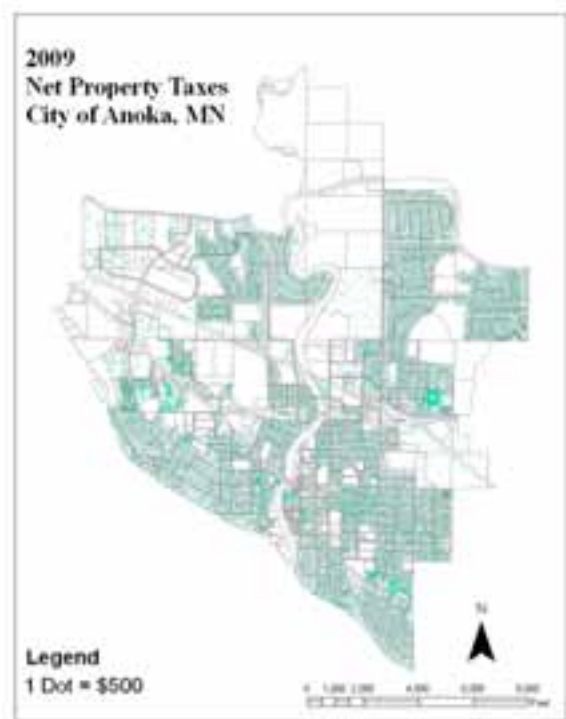 2009
Net Property Taxes
City of Anoka, MN
N
Legend
1 Dot = $500